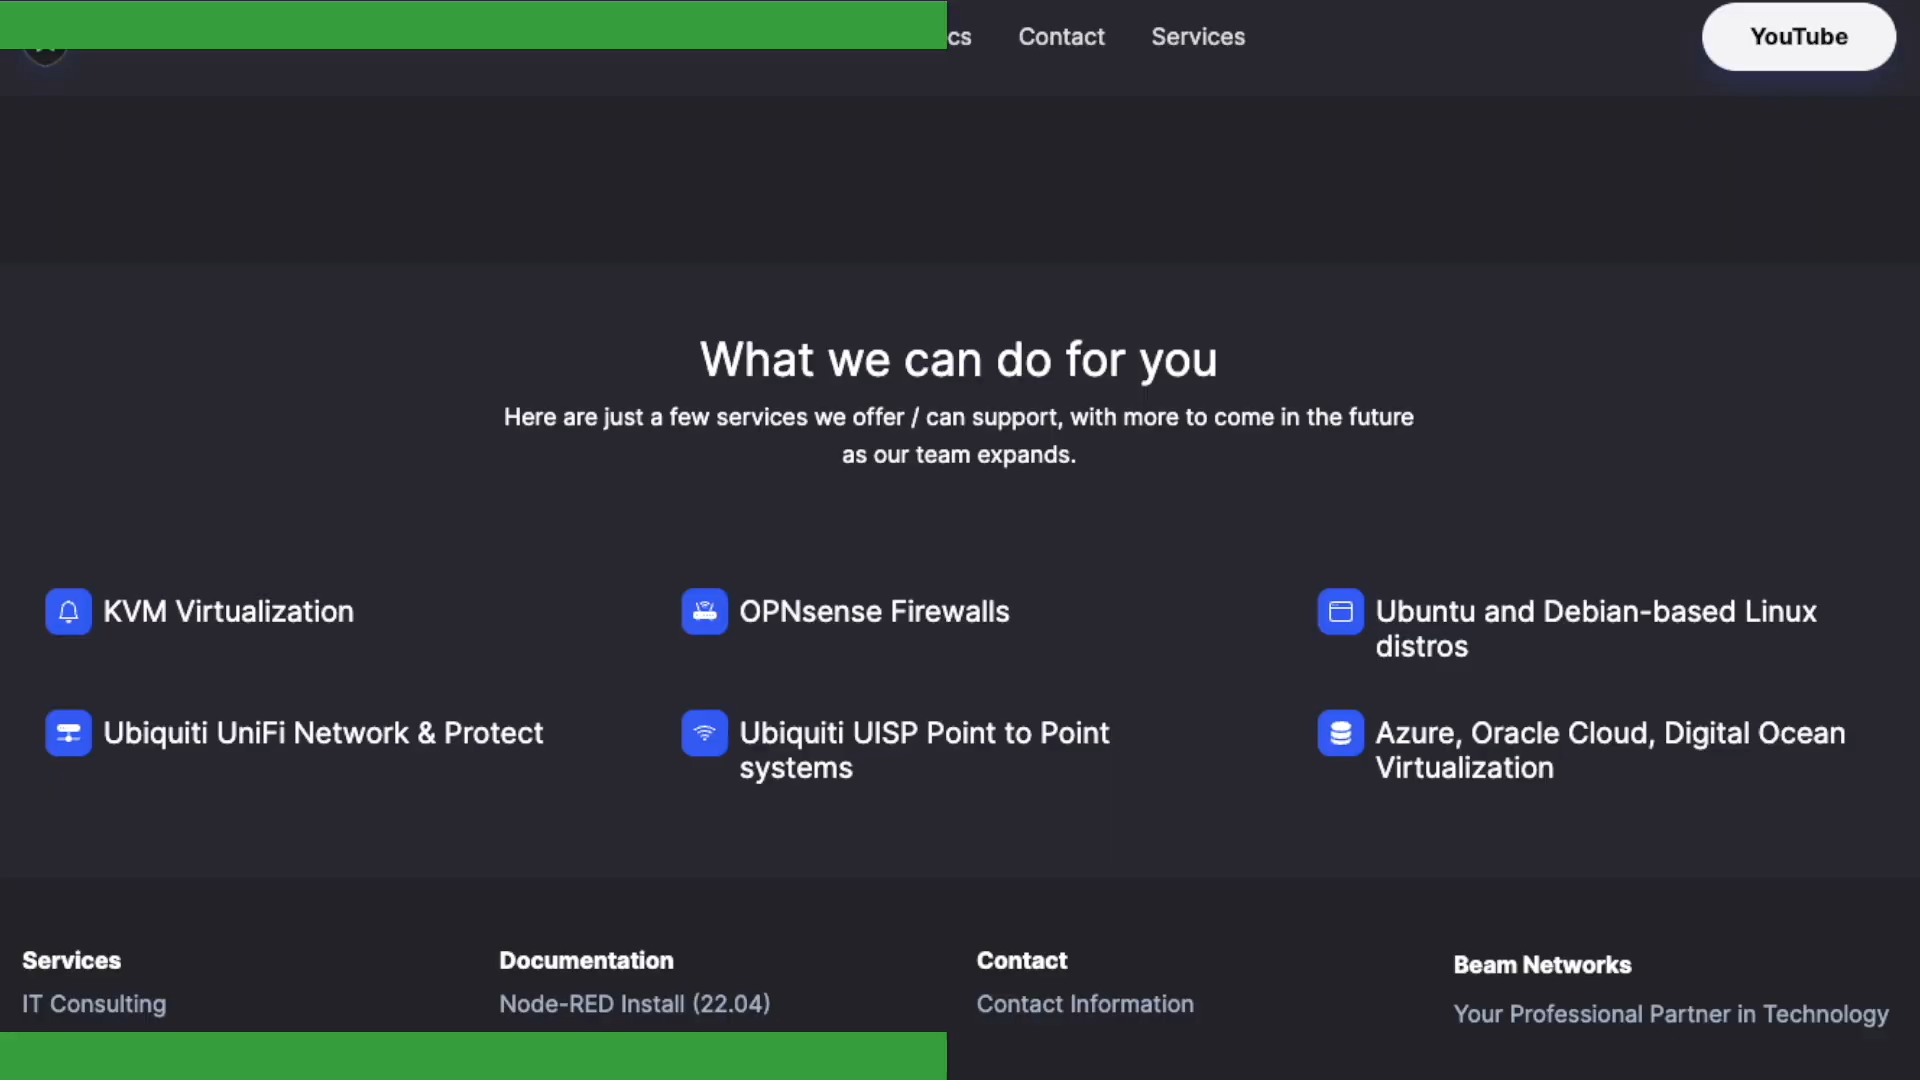 Contact
Services
YouTube
What we can do for you
Here are just a few services we offer / can support, with more to come in the future
as our team expands.
KVM Virtualization
OPNsense Firewalls
Ubuntu and Debian-based Linux
distros
Ubiquiti UniFi Network & Protect
Ubiquiti UISP Point to Point
systems
Azure, Oracle Cloud, Digital Ocean
Virtualization
Services
IT Consulting
Documentation
Node-RED Install (22.04)
Contact
Contact Information
Beam Networks
Your Professional Partner in Technology